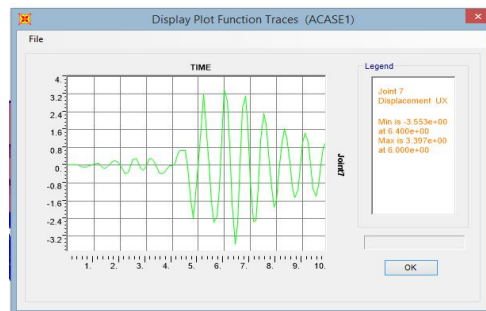 Display Plot Function Traces (ACASE1)
File
TIME
4.
3.2
2.4
1.6
0.8
0.
-0.8
-1.6
-2.4
-3.2
1. 2. 3. 4. 5. 6. 7. 8. 9. 10.
Joint7
Legend
Joint 7
Displacement UX
Min is -3.553e+00
at 6.400e+00
Max is 3.397e+00
at 6.000e+00
OK